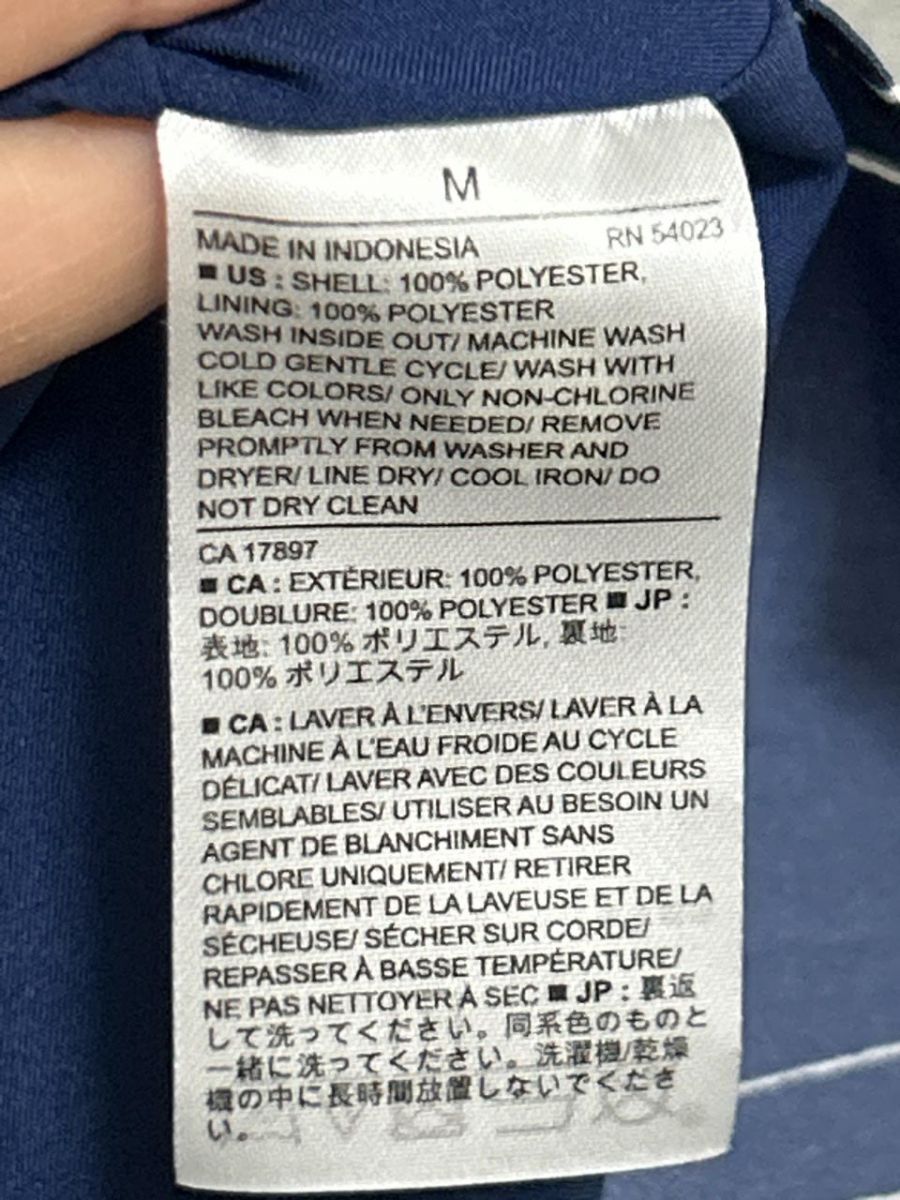 M
MADE IN INDONESIA RN 54023
■ US : SHELL: 100% POLYESTER,
LINING: 100% POLYESTER
WASH INSIDE OUT/ MACHINE WASH
COLD GENTLE CYCLE/ WASH WITH
LIKE COLORS/ ONLY NON-CHLORINE
BLEACH WHEN NEEDED/ REMOVE
PROMPTLY FROM WASHER AND
DRYER/ LINE DRY/ COOL IRON/ DO
NOT DRY CLEAN
CA 17897
■ CA : EXTÉRIEUR: 100% POLYESTER,
DOUBLURE: 100% POLYESTER ■ JP :
表地: 100% ポリエステル, 裏地:
100% ポリエステル
■ CA : LAVER À L'ENVERS/ LAVER À LA
MACHINE À L'EAU FROIDE AU CYCLE
DÉLICAT/ LAVER AVEC DES COULEURS
SEMBLABLES/ UTILISER AU BESOIN UN
AGENT DE BLANCHIMENT SANS
CHLORE UNIQUEMENT/ RETIRER
RAPIDEMENT DE LA LAVEUSE ET DE LA
SÉCHEUSE/ SÉCHER SUR CORDE/
REPASSER À BASSE TEMPÉRATURE/
NE PAS NETTOYER À SEC ■ JP : 裏返
して洗ってください。同系色のものと
一緒に洗ってください。洗濯機/乾燥
機の中に長時間放置しないでくださ
い。